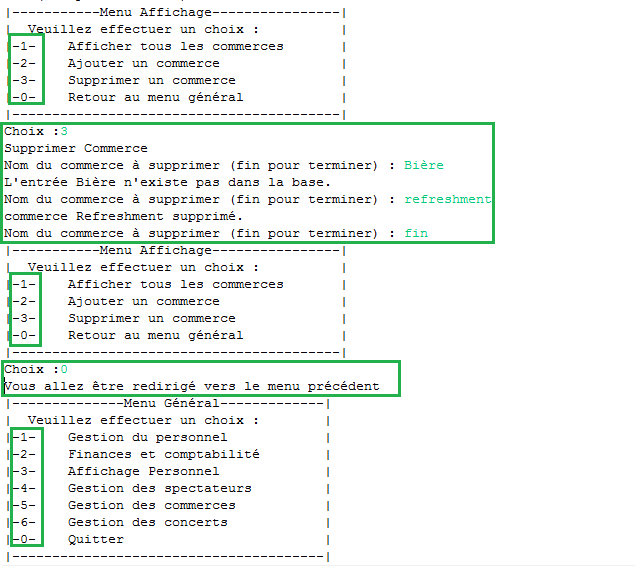 |-----------Menu Affichage----------------|
|  Veuillez effectuer un choix :          |
|-1-    Afficher tous les commerces       |
|-2-    Ajouter un commerce               |
|-3-    Supprimer un commerce             |
|-0-    Retour au menu général            |
|-----------------------------------------|
Choix :3
Supprimer Commerce
Nom du commerce à supprimer (fin pour terminer) : Bière
L'entrée Bière n'existe pas dans la base.
Nom du commerce à supprimer (fin pour terminer) : refreshment
commerce Refreshment supprimé.
Nom du commerce à supprimer (fin pour terminer) : fin
|-----------Menu Affichage----------------|
|  Veuillez effectuer un choix :          |
|-1-    Afficher tous les commerces       |
|-2-    Ajouter un commerce               |
|-3-    Supprimer un commerce             |
|-0-    Retour au menu général            |
|-----------------------------------------|
Choix :0
Vous allez être redirigé vers le menu précédent
|--------------Menu Général-------------|
|  Veuillez effectuer un choix :        |
|-1-    Gestion du personnel            |
|-2-    Finances et comptabilité        |
|-3-    Affichage Personnel             |
|-4-    Gestion des spectateurs         |
|-5-    Gestion des commerces           |
|-6-    Gestion des concerts            |
|-0-    Quitter                         |
|---------------------------------------|